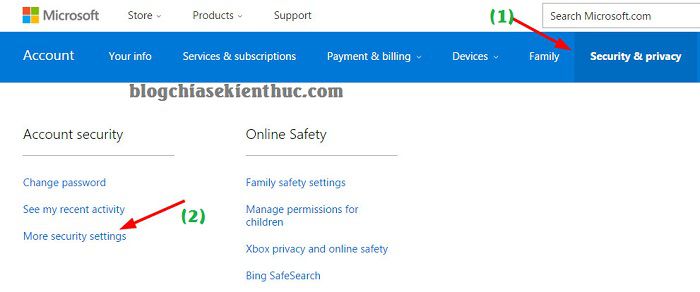 Microsoft Store Products Support (1) Search Microsoft.com
Account Your info Services & subscriptions Payment & billing Devices Family Security & privacy
blogchiasekienthuc.com
Account security
Change password
See my recent activity
(2)
More security settings
Online Safety
Family safety settings
Manage permissions for
children
Xbox privacy and online safety
Bing SafeSearch